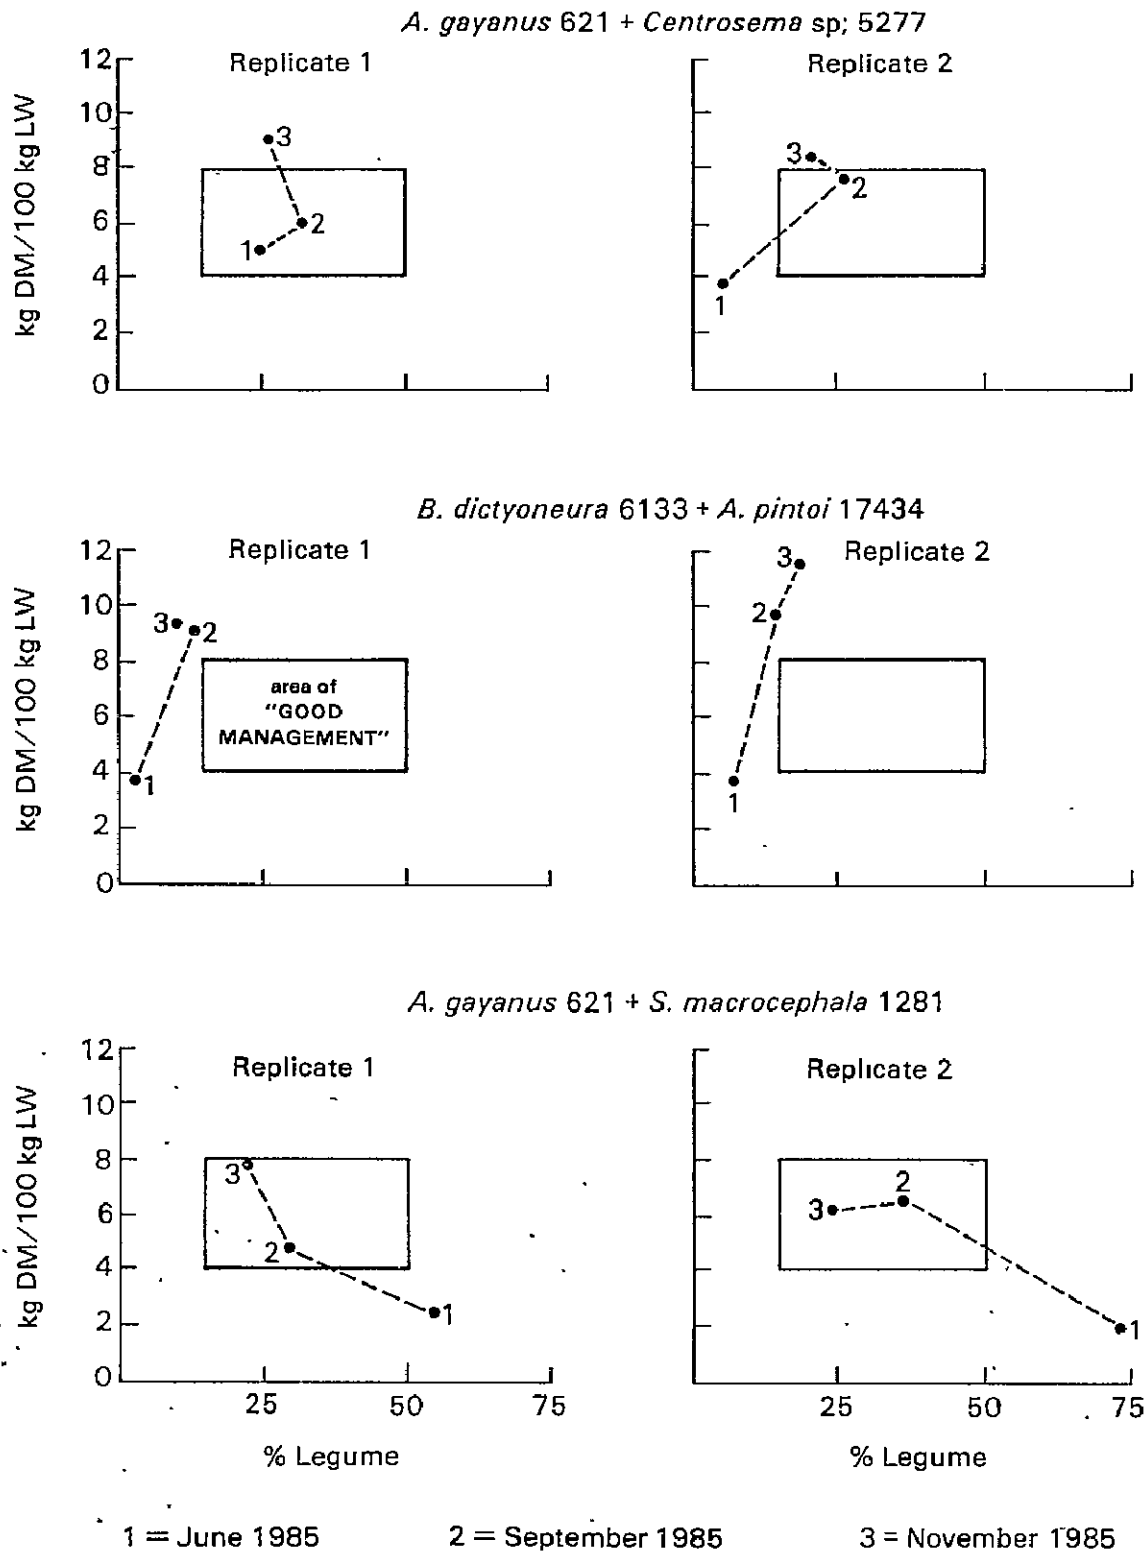 A. gayanus 621 + Centrosema sp; 5277
Replicate 1
Replicate 2
kg DM/100 kg LW
12
10
8
6
4
2
0
3
2
1
3
2
1
B. dictyoneura 6133 + A. pintoi 17434
Replicate 1
Replicate 2
kg DM/100 kg LW
12
10
8
6
4
2
0
3
2
1
area of
"GOOD
MANAGEMENT"
3
2
1
A. gayanus 621 + S. macrocephala 1281
Replicate 1
Replicate 2
kg DM/100 kg LW
12
10
8
6
4
2
0
3
2
1
2
3
1
25 50 75
25 50 75
% Legume
% Legume
1 = June 1985 2 = September 1985 3 = November 1985